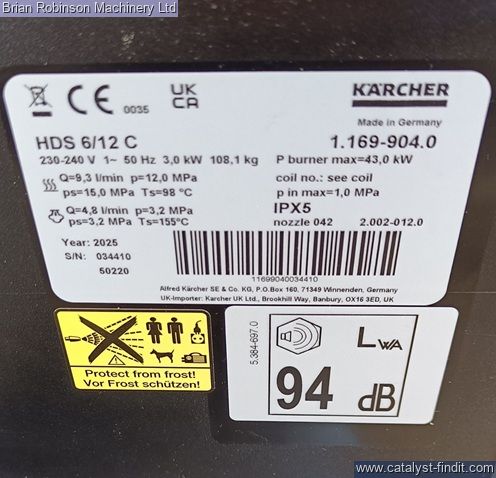 Brian Robinson Machinery Ltd
CE 0035
UK
CA
KÄRCHER
Made in Germany
HDS 6/12 C
1.169-904.0
230-240 V 1~ 50 Hz 3,0 kW 108,1 kg
P burner max=43,0 kW
Q=9,3 l/min p=12,0 MPa
coil no.: see coil
ps=15,0 MPa Ts=98 °C
p in max=1,0 MPa
Q=4,8 l/min p=3,2 MPa
IPX5
ps=3,2 MPa Ts=155°C
nozzle 042 2.002-012.0
Year: 2025
S/N: 034410
50220
11699040034410
Alfred Kärcher SE & Co. KG, P.O.Box 160, 71349 Winnenden, Germany
UK-Importer: Karcher UK Ltd., Brookhill Way, Banbury, OX16 3ED, UK
Protect from frost!
Vor Frost schützen!
5.384-697.0
LWA
94 dB
www.catalyst-findit.com